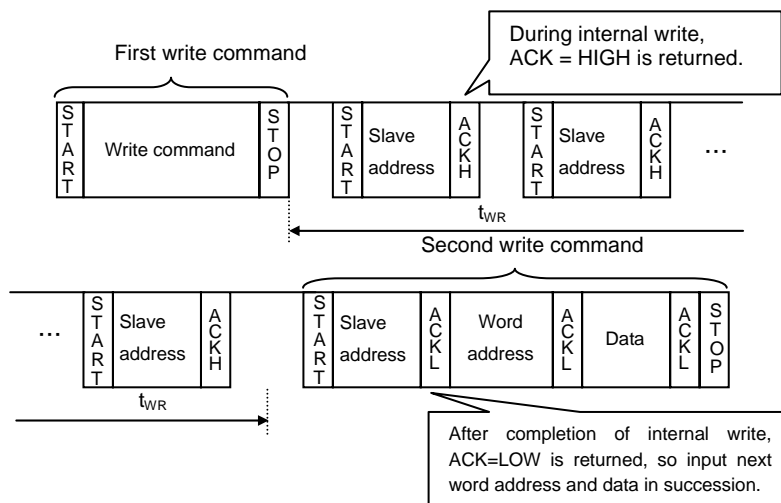 First write command
During internal write,
ACK = HIGH is returned.
START
Write command
STOP
START
Slave
address
ACKH
START
Slave
address
ACKH
...
tWR
Second write command
...
START
Slave
address
ACKH
START
Slave
address
ACKL
Word
address
ACKL
Data
ACKL
STOP
tWR
After completion of internal write,
ACK=LOW is returned, so input next
word address and data in succession.